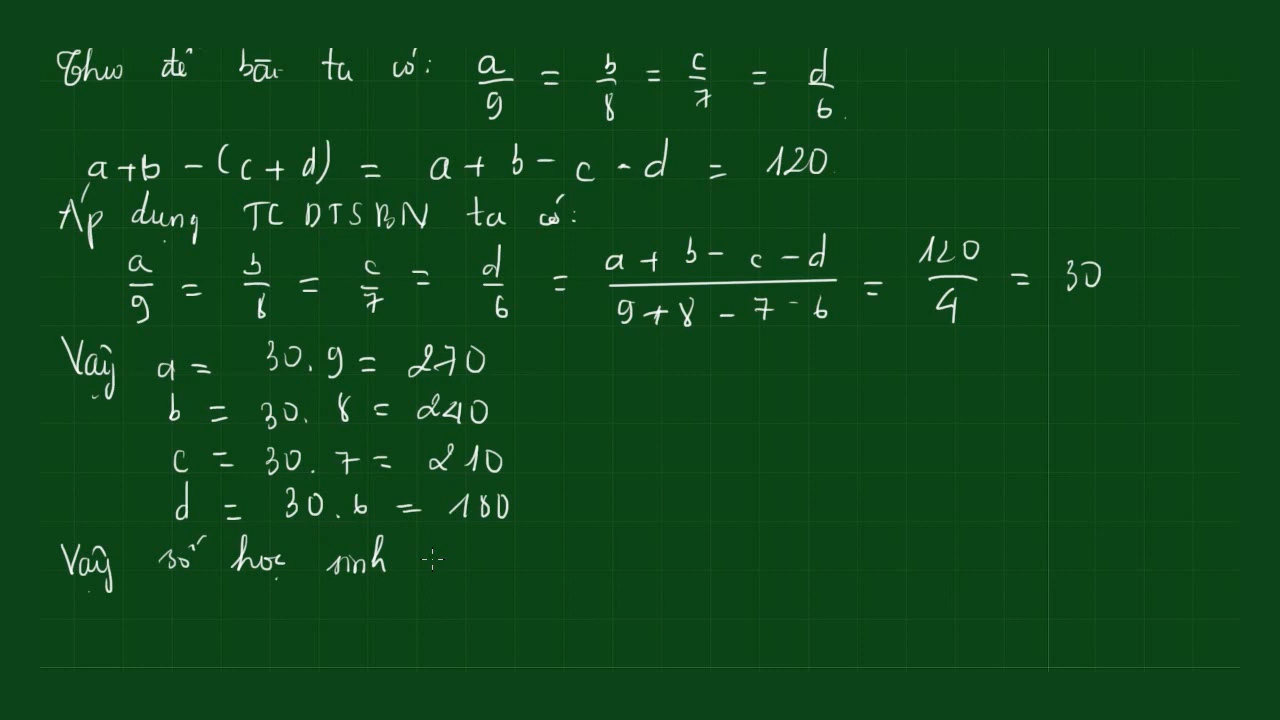 Theo đề bài ta có: a/9 = b/8 = c/7 = d/6.
a+b - (c + d) = a + b - c - d = 120.
Áp dụng TC DTSBN ta có:
a/9 = b/8 = c/7 = d/6 = (a + b - c - d)/(9 + 8 - 7 - 6) = 120/4 = 30
Vậy a = 30.9 = 270
b = 30.8 = 240
c = 30.7 = 210
d = 30.6 = 180
Vậy số học sinh